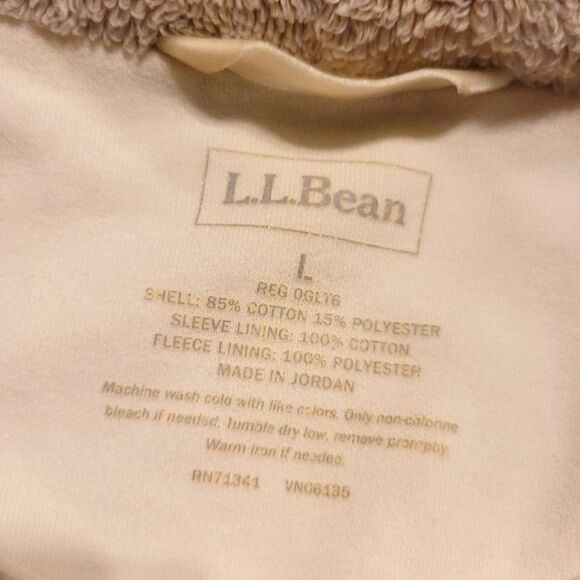 L.L.Bean
L
REG 0GLT6
SHELL: 85% COTTON 15% POLYESTER
SLEEVE LINING: 100% COTTON
FLEECE LINING: 100% POLYESTER
MADE IN JORDAN
Machine wash cold with like colors. Only non-chlorine
bleach if needed. Tumble dry low, remove promptly.
Warm iron if needed.
RN71341 VN06135